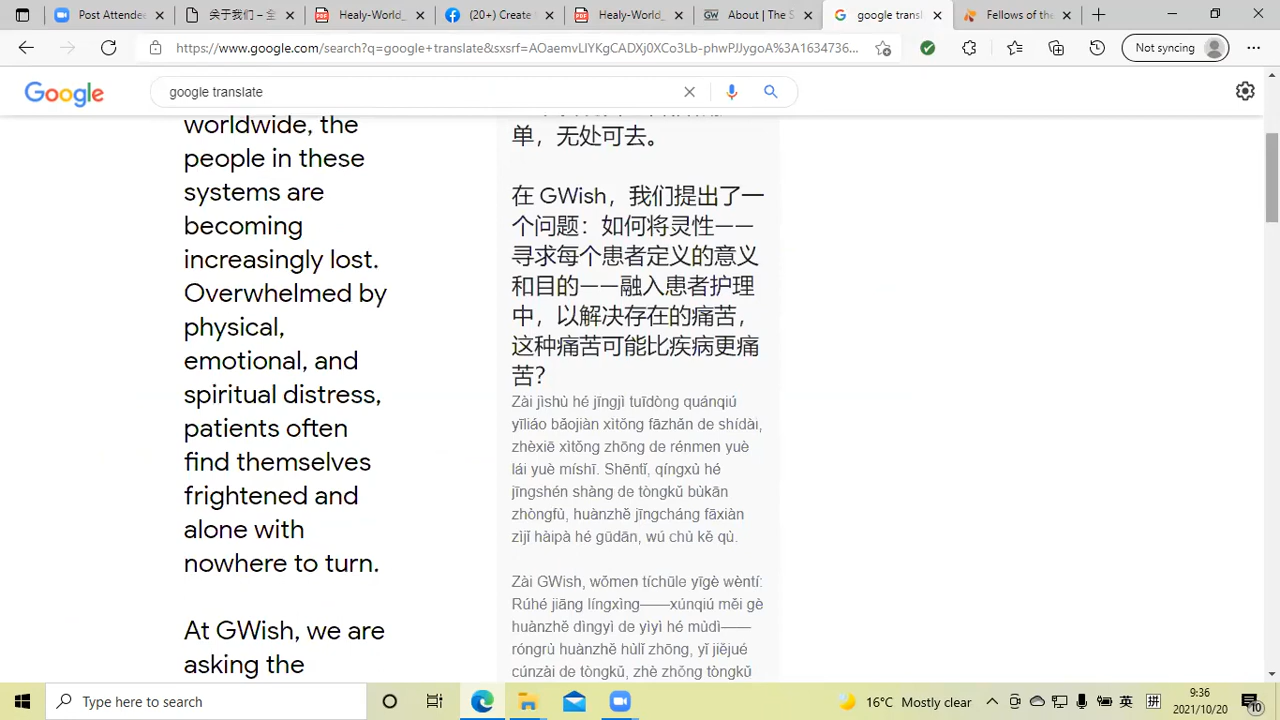 Post Attendee
关于我们 – 主
Healy-World_
(20+) Create
Healy-World_
About | The S
google transl
Fellows of the
https://www.google.com/search?q=google+translate&sxsrf=AOaemvLlYKgCADXj0XCo3Lb-phwPJJygoA%3A1634736...
Not syncing
Google
google translate
worldwide, the
people in these
systems are
becoming
increasingly lost.
Overwhelmed by
physical,
emotional, and
spiritual distress,
patients often
find themselves
frightened and
alone with
nowhere to turn.
At GWish, we are
asking the
单，无处可去。
在 GWish，我们提出了一
个问题：如何将灵性——
寻求每个患者定义的意义
和目的——融入患者护理
中，以解决存在的痛苦，
这种痛苦可能比疾病更痛
苦？
Zài jìshù hé jīngjì tuīdòng quánqiú
yīliáo bǎojiàn xìtǒng fāzhǎn de shídài,
zhèxiē xìtǒng zhōng de rénmen yuè
lái yuè míshī. Shēntǐ, qíngxù hé
jīngshén shàng de tòngkǔ bùkān
zhòngfù, huànzhě jīngcháng fāxiàn
zìjǐ hàipà hé gūdān, wú chù kě qù.
Zài GWish, wǒmen tíchūle yīgè wèntí:
Rúhé jiāng língxìng——xúnqiú měi gè
huànzhě dìngyì de yìyì hé mùdì——
róngrù huànzhě hùlǐ zhōng, yǐ jiějué
cúnzài de tòngkǔ, zhè zhǒng tòngkǔ
Type here to search
16°C Mostly clear
英
拼
9:36
2021/10/20
10